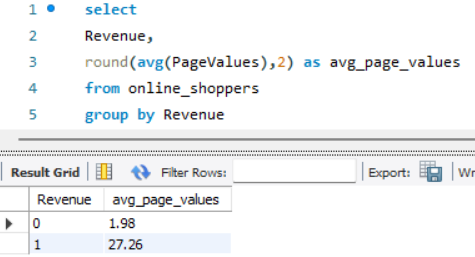 1 select
2 Revenue,
3 round(avg(PageValues),2) as avg_page_values
4 from online_shoppers
5 group by Revenue
Result Grid Filter Rows: Export:
Revenue avg_page_values
0 1.98
1 27.26